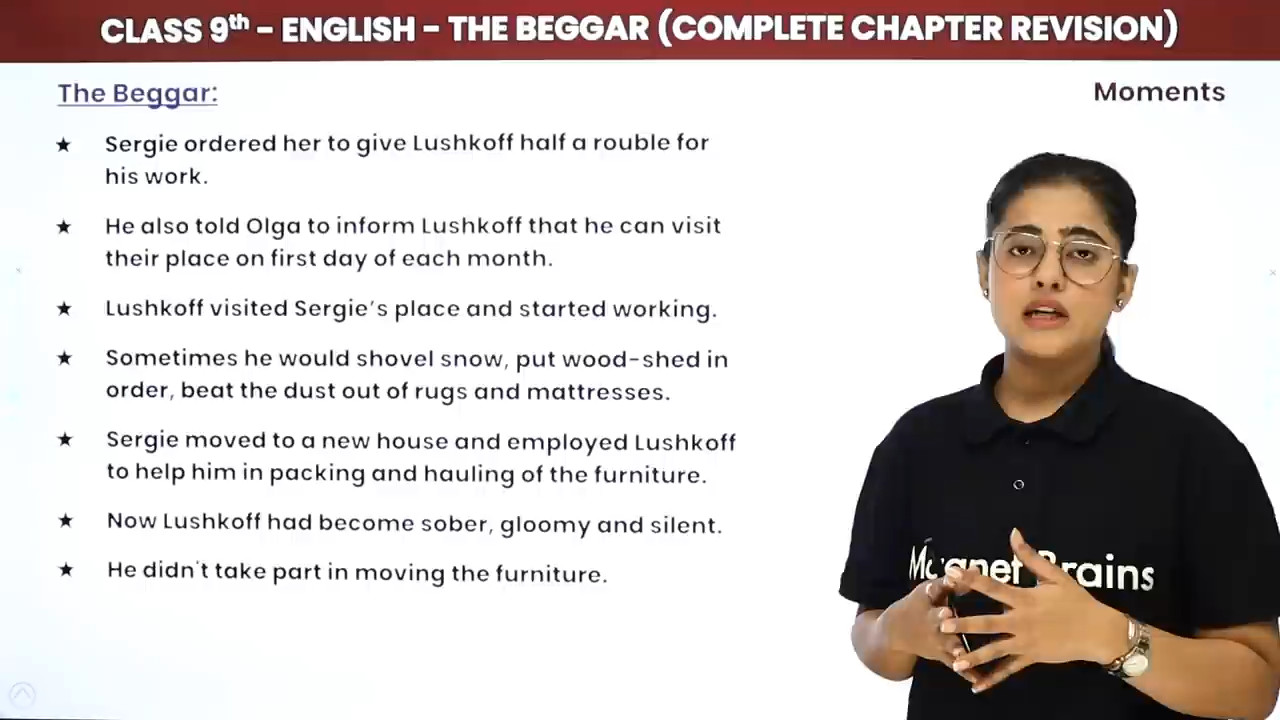 CLASS 9th - ENGLISH - THE BEGGAR (COMPLETE CHAPTER REVISION)
The Beggar:
Moments
★ Sergie ordered her to give Lushkoff half a rouble for
his work.
★ He also told Olga to inform Lushkoff that he can visit
their place on first day of each month.
★ Lushkoff visited Sergie's place and started working.
★ Sometimes he would shovel snow, put wood-shed in
order, beat the dust out of rugs and mattresses.
★ Sergie moved to a new house and employed Lushkoff
to help him in packing and hauling of the furniture.
★ Now Lushkoff had become sober, gloomy and silent.
★ He didn't take part in moving the furniture.
Magnet Brains